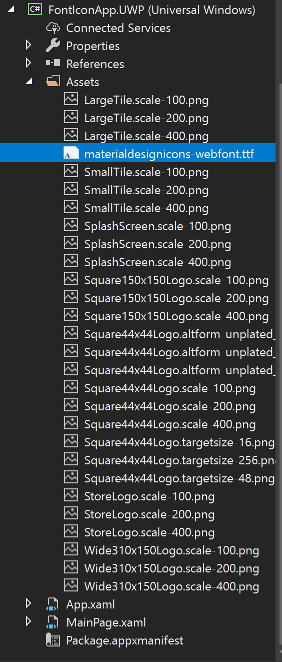 C# FontIconApp.UWP (Universal Windows)
Connected Services
Properties
References
Assets
LargeTile.scale-100.png
LargeTile.scale-200.png
LargeTile.scale-400.png
materialdesignicons-webfont.ttf
SmallTile.scale-100.png
SmallTile.scale-200.png
SmallTile.scale-400.png
SplashScreen.scale-100.png
SplashScreen.scale-200.png
SplashScreen.scale-400.png
Square150x150Logo.scale-100.png
Square150x150Logo.scale-200.png
Square150x150Logo.scale-400.png
Square44x44Logo.altform-unplated_
Square44x44Logo.altform-unplated_
Square44x44Logo.altform-unplated_
Square44x44Logo.scale-100.png
Square44x44Logo.scale-200.png
Square44x44Logo.scale-400.png
Square44x44Logo.targetsize-16.png
Square44x44Logo.targetsize-256.png
Square44x44Logo.targetsize-48.png
StoreLogo.scale-100.png
StoreLogo.scale-200.png
StoreLogo.scale-400.png
Wide310x150Logo.scale-100.png
Wide310x150Logo.scale-200.png
Wide310x150Logo.scale-400.png
App.xaml
MainPage.xaml
Package.appxmanifest